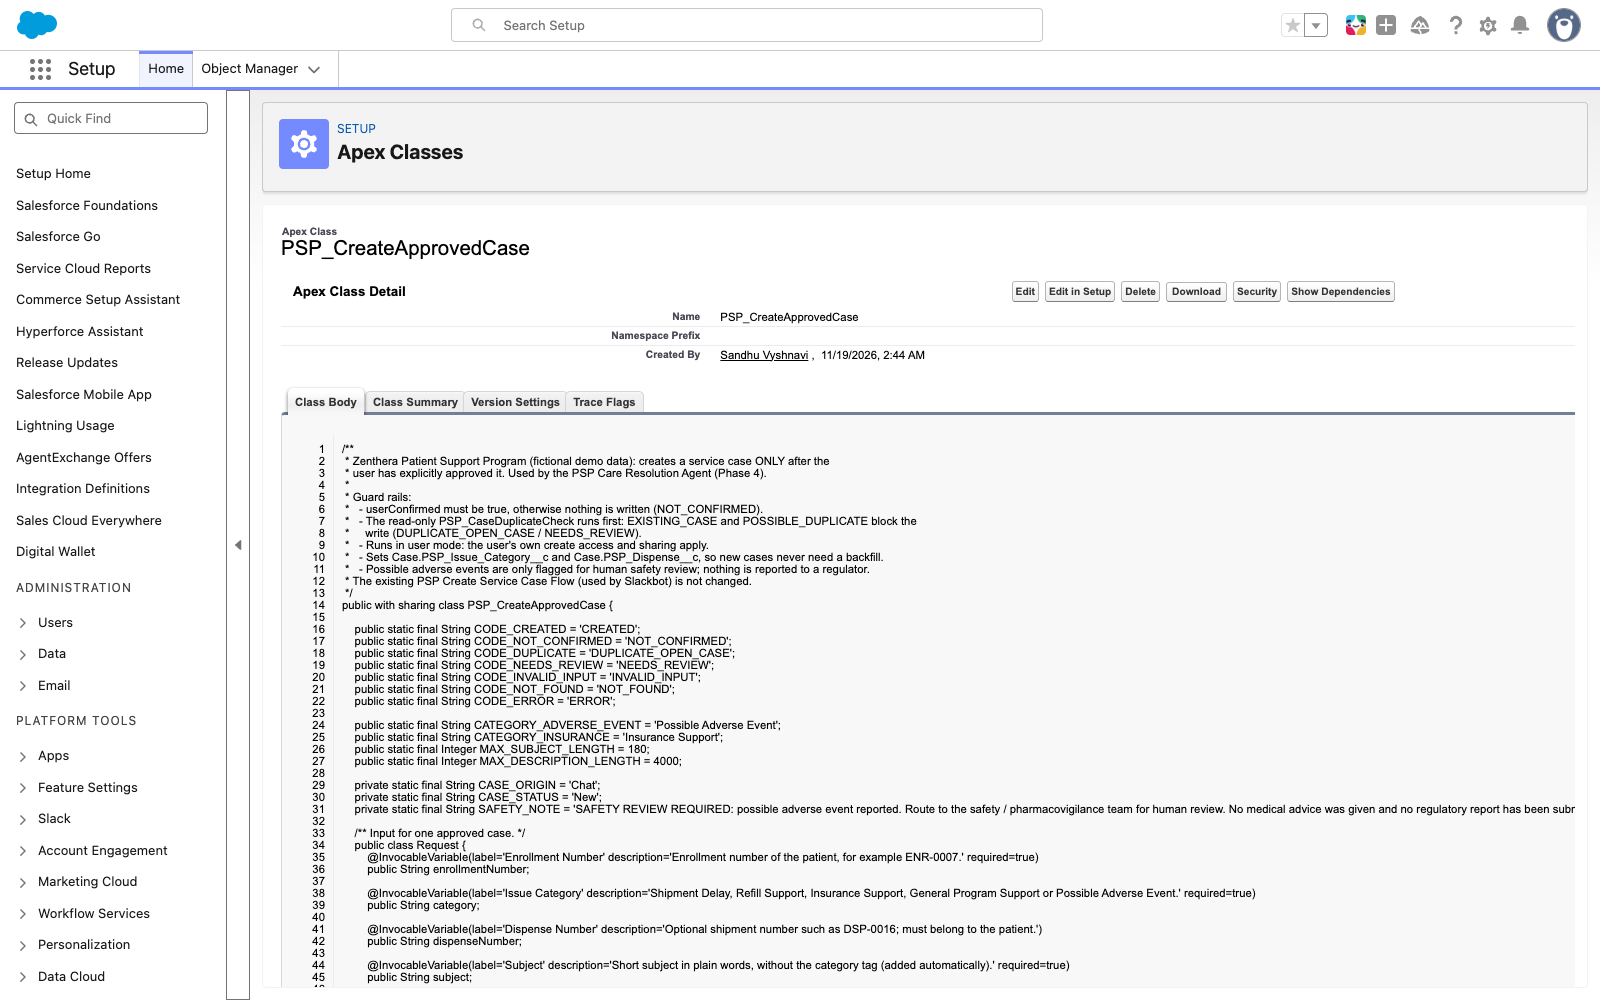 Search Setup
Setup
Home
Object Manager
Quick Find
Setup Home
Salesforce Foundations
Salesforce Go
Service Cloud Reports
Commerce Setup Assistant
Hyperforce Assistant
Release Updates
Salesforce Mobile App
Lightning Usage
AgentExchange Offers
Integration Definitions
Sales Cloud Everywhere
Digital Wallet
ADMINISTRATION
Users
Data
Email
PLATFORM TOOLS
Apps
Feature Settings
Slack
Account Engagement
Marketing Cloud
Workflow Services
Personalization
Data Cloud
SETUP
Apex Classes
Apex Class
PSP_CreateApprovedCase
Apex Class Detail
Edit Edit in Setup Delete Download Security Show Dependencies
Name PSP_CreateApprovedCase
Namespace Prefix
Created By Sandhu Vyshnavi , 11/19/2026, 2:44 AM
Class Body Class Summary Version Settings Trace Flags
1 /**
2 * Zenthera Patient Support Program (fictional demo data): creates a service case ONLY after the
3 * user has explicitly approved it. Used by the PSP Care Resolution Agent (Phase 4).
4 *
5 * Guard rails:
6 * - userConfirmed must be true, otherwise nothing is written (NOT_CONFIRMED).
7 * - The read-only PSP_CaseDuplicateCheck runs first: EXISTING_CASE and POSSIBLE_DUPLICATE block the
8 * write (DUPLICATE_OPEN_CASE / NEEDS_REVIEW).
9 * - Runs in user mode: the user's own create access and sharing apply.
10 * - Sets Case.PSP_Issue_Category__c and Case.PSP_Dispense__c, so new cases never need a backfill.
11 * - Possible adverse events are only flagged for human safety review; nothing is reported to a regulator.
12 * The existing PSP Create Service Case Flow (used by Slackbot) is not changed.
13 */
14 public with sharing class PSP_CreateApprovedCase {
15
16 public static final String CODE_CREATED = 'CREATED';
17 public static final String CODE_NOT_CONFIRMED = 'NOT_CONFIRMED';
18 public static final String CODE_DUPLICATE = 'DUPLICATE_OPEN_CASE';
19 public static final String CODE_NEEDS_REVIEW = 'NEEDS_REVIEW';
20 public static final String CODE_INVALID_INPUT = 'INVALID_INPUT';
21 public static final String CODE_NOT_FOUND = 'NOT_FOUND';
22 public static final String CODE_ERROR = 'ERROR';
23
24 public static final String CATEGORY_ADVERSE_EVENT = 'Possible Adverse Event';
25 public static final String CATEGORY_INSURANCE = 'Insurance Support';
26 public static final Integer MAX_SUBJECT_LENGTH = 180;
27 public static final Integer MAX_DESCRIPTION_LENGTH = 4000;
28
29 private static final String CASE_ORIGIN = 'Chat';
30 private static final String CASE_STATUS = 'New';
31 private static final String SAFETY_NOTE = 'SAFETY REVIEW REQUIRED: possible adverse event reported. Route to the safety / pharmacovigilance team for human review. No medical advice was given and no regulatory report has been
32
33 /** Input for one approved case. */
34 public class Request {
35 @InvocableVariable(label='Enrollment Number' description='Enrollment number of the patient, for example ENR-0007.' required=true)
36 public String enrollmentNumber;
37
38 @InvocableVariable(label='Issue Category' description='Shipment Delay, Refill Support, Insurance Support, General Program Support or Possible Adverse Event.' required=true)
39 public String category;
40
41 @InvocableVariable(label='Dispense Number' description='Optional shipment number such as DSP-0016; must belong to the patient.')
42 public String dispenseNumber;
43
44 @InvocableVariable(label='Subject' description='Short subject in plain words, without the category tag (added automatically).' required=true)
45 public String subject;